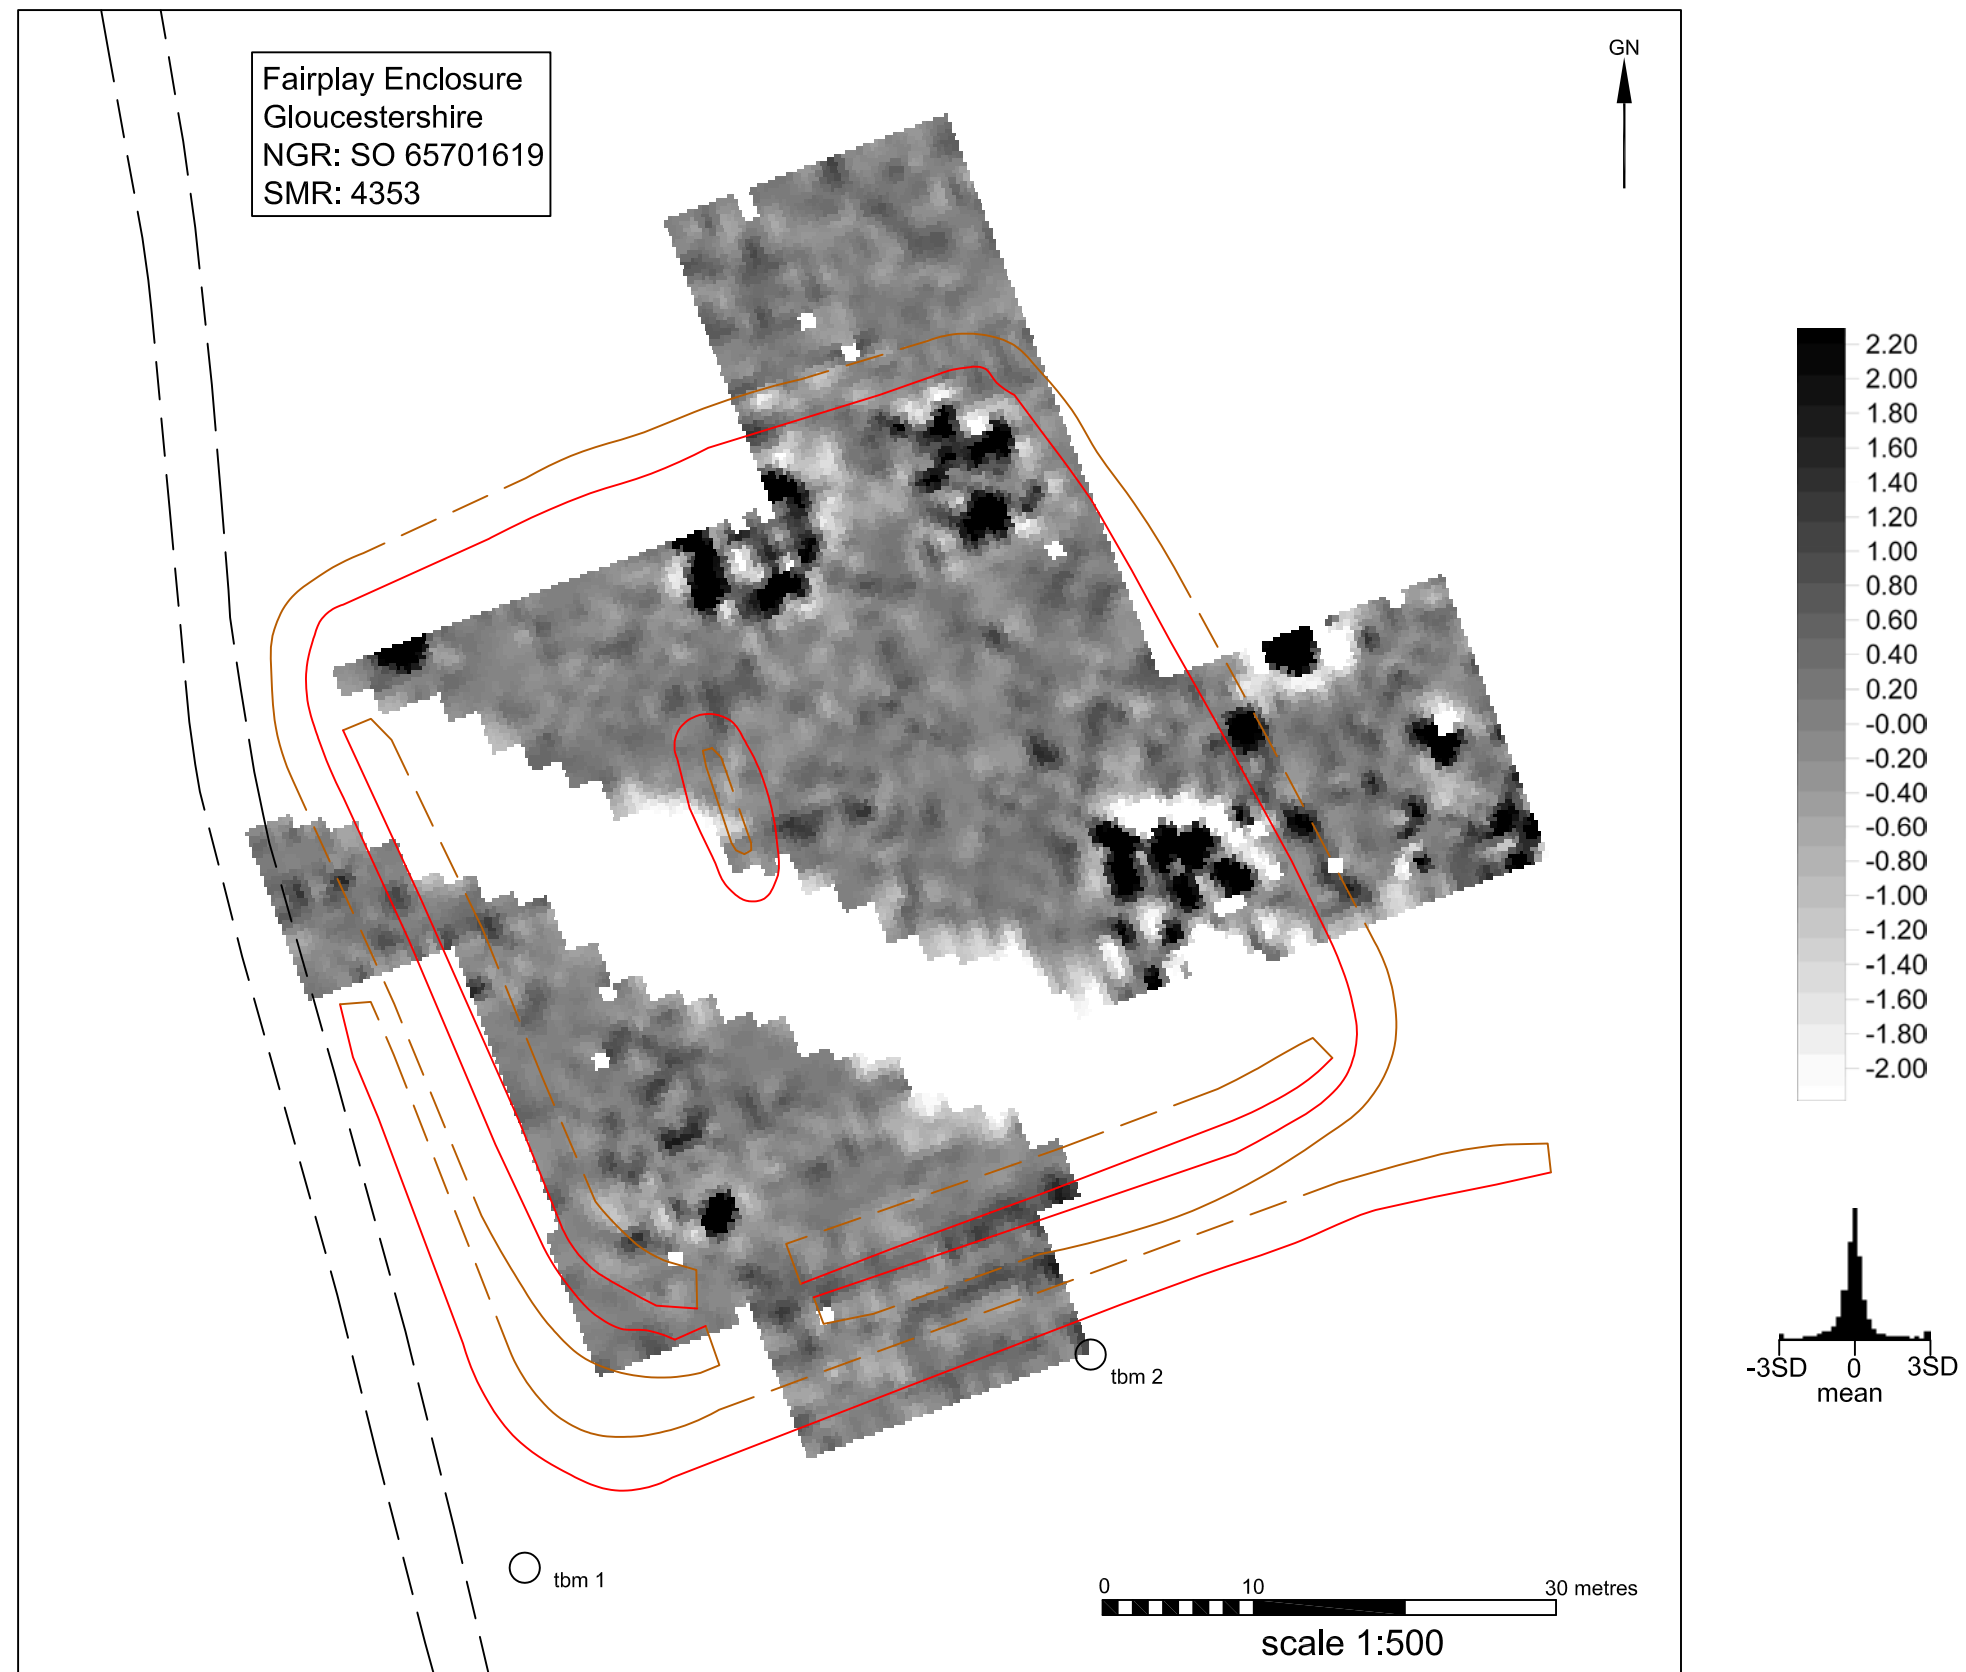 Fairplay Enclosure
Gloucestershire
NGR: SO 65701619
SMR: 4353
GN
2.20
2.00
1.80
1.60
1.40
1.20
1.00
0.80
0.60
0.40
0.20
-0.00
-0.20
-0.40
-0.60
-0.80
-1.00
-1.20
-1.40
-1.60
-1.80
-2.00
-3SD 0 3SD
mean
tbm 2
tbm 1
0 10 30 metres
scale 1:500